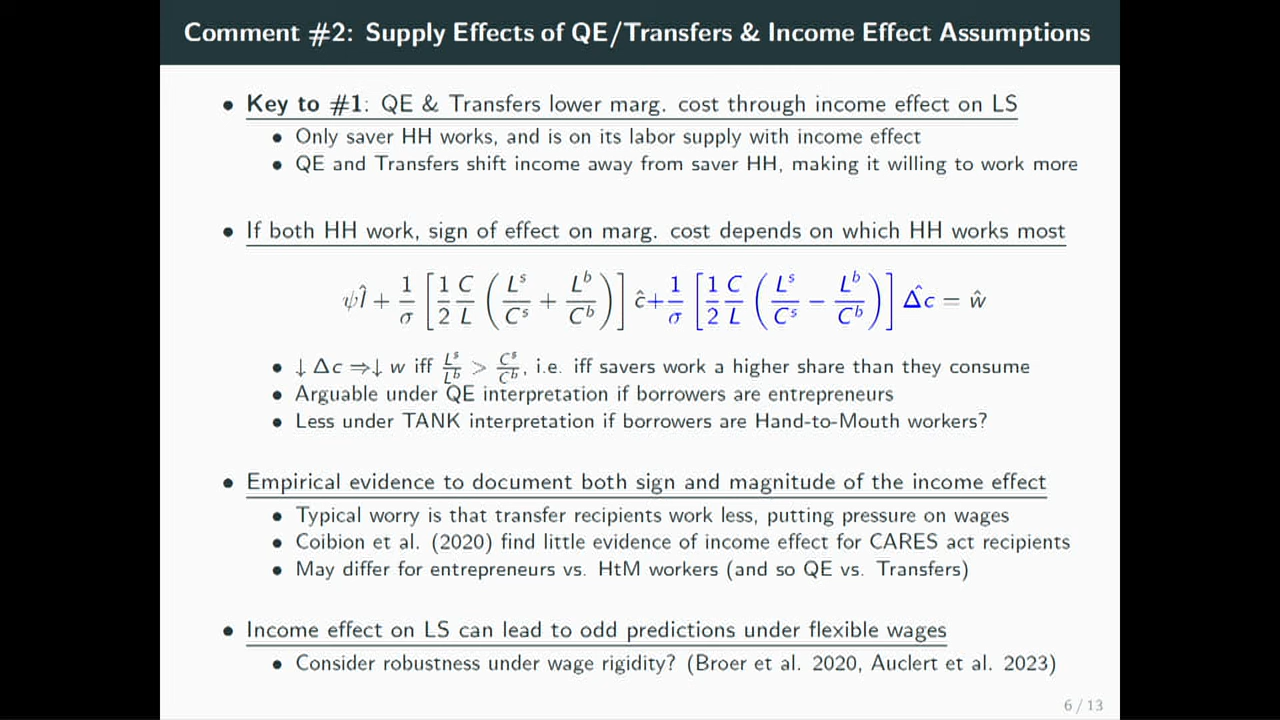 Comment #2: Supply Effects of QE/Transfers & Income Effect Assumptions
• Key to #1: QE & Transfers lower marg. cost through income effect on LS
• Only saver HH works, and is on its labor supply with income effect
• QE and Transfers shift income away from saver HH, making it willing to work more
• If both HH work, sign of effect on marg. cost depends on which HH works most
ψl̂ + 1/σ [1/2 C/L (L^s/C^s + L^b/C^b)] ĉ + 1/σ [1/2 C/L (L^s/C^s − L^b/C^b)] Δ̂c = ŵ
• ↓ Δc ⇒↓ w iff L^s/L^b > C^s/C^b, i.e. iff savers work a higher share than they consume
• Arguable under QE interpretation if borrowers are entrepreneurs
• Less under TANK interpretation if borrowers are Hand-to-Mouth workers?
• Empirical evidence to document both sign and magnitude of the income effect
• Typical worry is that transfer recipients work less, putting pressure on wages
• Coibion et al. (2020) find little evidence of income effect for CARES act recipients
• May differ for entrepreneurs vs. HtM workers (and so QE vs. Transfers)
• Income effect on LS can lead to odd predictions under flexible wages
• Consider robustness under wage rigidity? (Broer et al. 2020, Auclert et al. 2023)
6 / 13